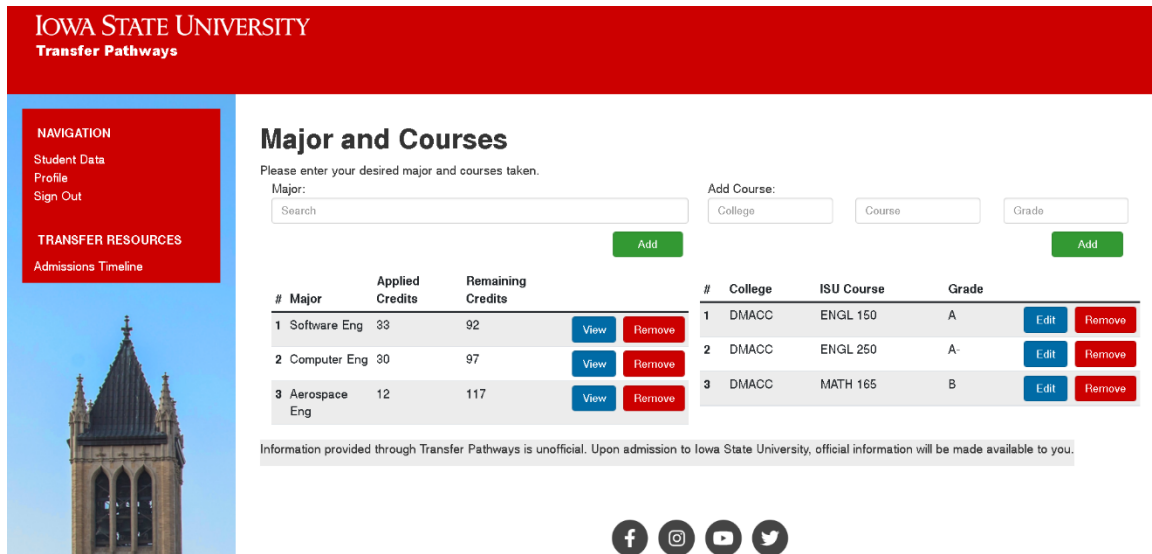 IOWA STATE UNIVERSITY
Transfer Pathways
NAVIGATION
Student Data
Profile
Sign Out
TRANSFER RESOURCES
Admissions Timeline
Major and Courses
Please enter your desired major and courses taken.
Major:
Search
Add
# Major Applied Credits Remaining Credits
1 Software Eng 33 92 View Remove
2 Computer Eng 30 97 View Remove
3 Aerospace Eng 12 117 View Remove
Add Course:
College Course Grade
Add
# College ISU Course Grade
1 DMACC ENGL 150 A Edit Remove
2 DMACC ENGL 250 A- Edit Remove
3 DMACC MATH 165 B Edit Remove
Information provided through Transfer Pathways is unofficial. Upon admission to Iowa State University, official information will be made available to you.